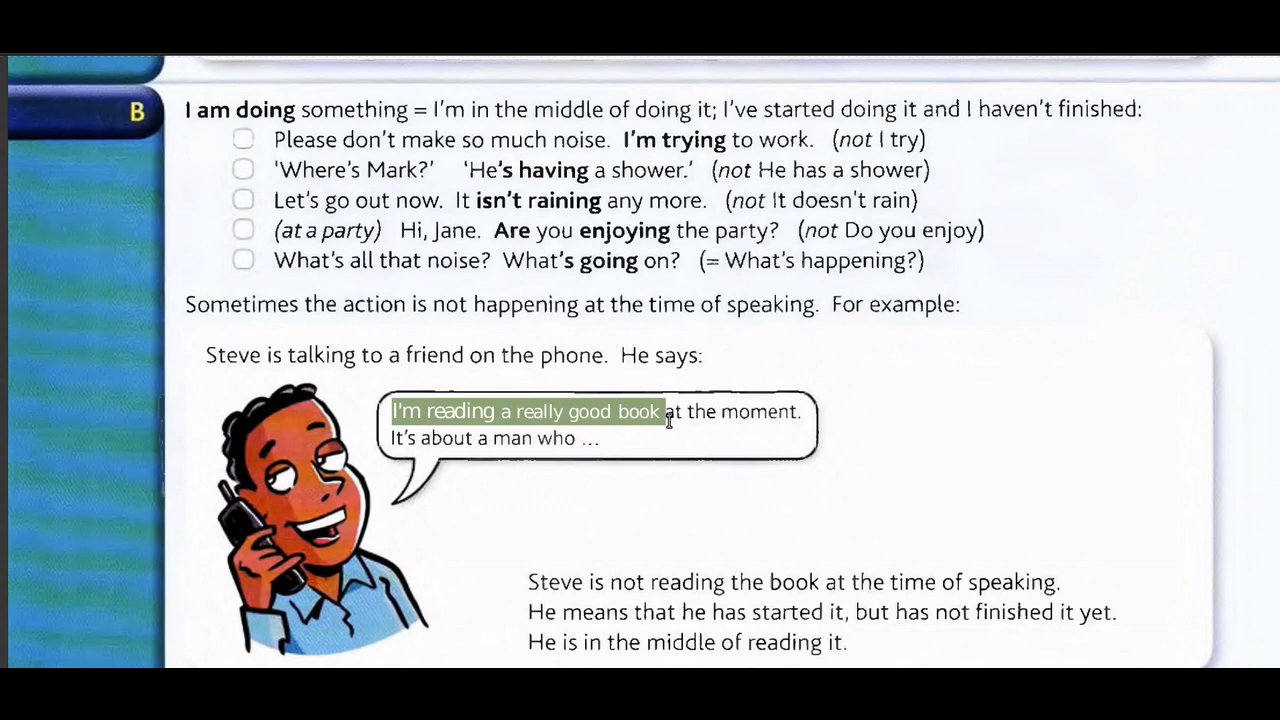 B
I am doing something = I'm in the middle of doing it; I've started doing it and I haven't finished:
Please don't make so much noise. I'm trying to work. (not I try)
'Where's Mark?' 'He's having a shower.' (not He has a shower)
Let's go out now. It isn't raining any more. (not It doesn't rain)
(at a party) Hi, Jane. Are you enjoying the party? (not Do you enjoy)
What's all that noise? What's going on? (= What's happening?)
Sometimes the action is not happening at the time of speaking. For example:
Steve is talking to a friend on the phone. He says:
I'm reading a really good book at the moment.
It's about a man who ...
Steve is not reading the book at the time of speaking.
He means that he has started it, but has not finished it yet.
He is in the middle of reading it.